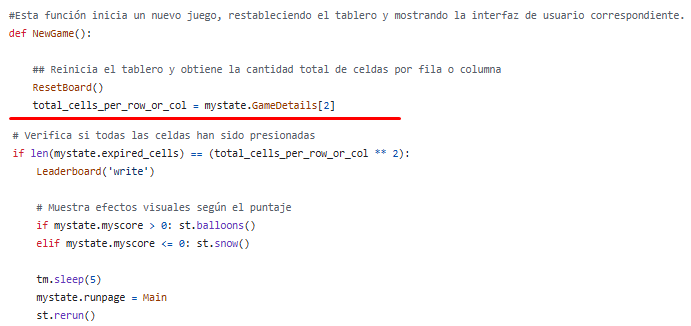 #Esta función inicia un nuevo juego, restableciendo el tablero y mostrando la interfaz de usuario correspondiente.
def NewGame():
## Reinicia el tablero y obtiene la cantidad total de celdas por fila o columna
ResetBoard()
total_cells_per_row_or_col = mystate.GameDetails[2]
# Verifica si todas las celdas han sido presionadas
if len(mystate.expired_cells) == (total_cells_per_row_or_col ** 2):
Leaderboard('write')
# Muestra efectos visuales según el puntaje
if mystate.myscore > 0: st.balloons()
elif mystate.myscore <= 0: st.snow()
tm.sleep(5)
mystate.runpage = Main
st.rerun()